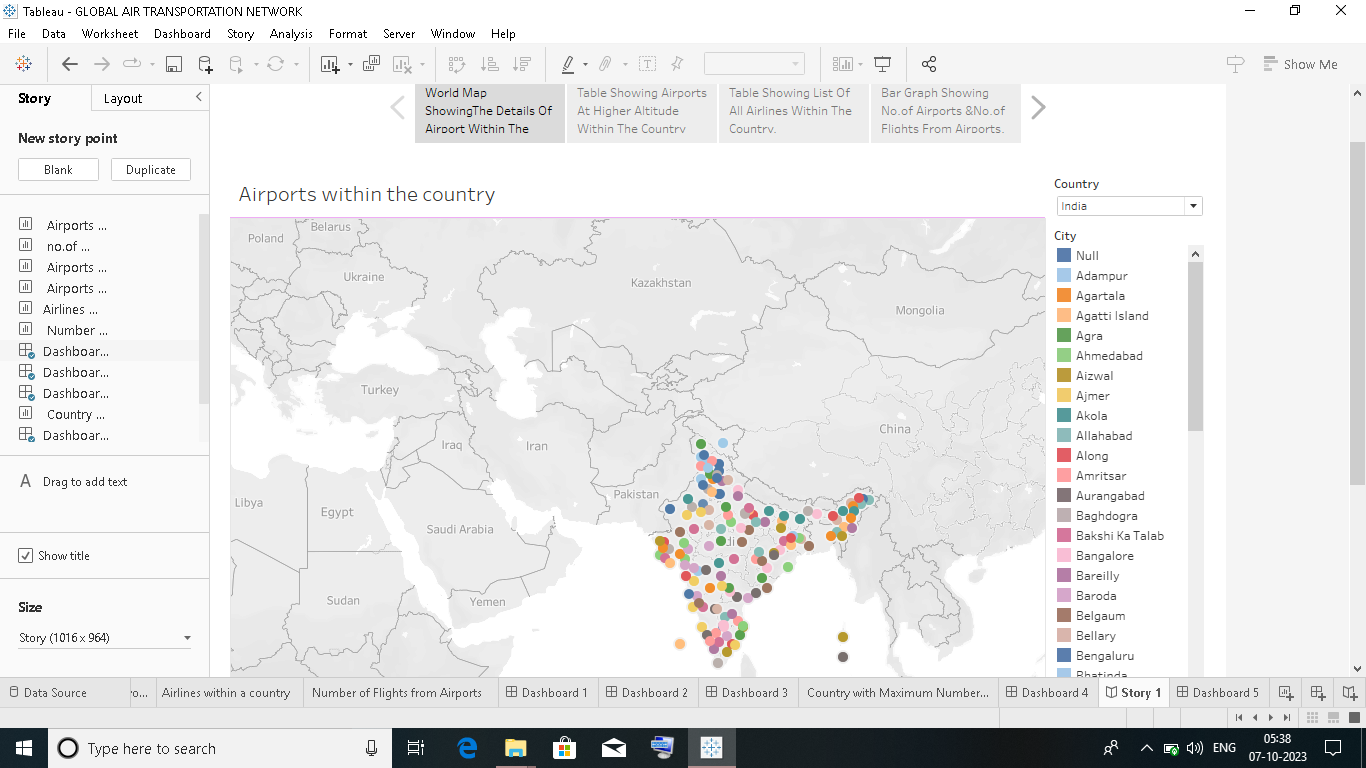 Tableau - GLOBAL AIR TRANSPORTATION NETWORK
File Data Worksheet Dashboard Story Analysis Format Server Window Help
Show Me
Story Layout
New story point
Blank Duplicate
Airports ...
no.of ...
Airports ...
Airports ...
Airlines ...
Number ...
Dashboar...
Dashboar...
Dashboar...
Country ...
Dashboar...
A Drag to add text
Show title
Size
Story (1016 x 964)
World Map
ShowingThe Details Of
Airport Within The
Table Showing Airports
At Higher Altitude
Within The Country
Table Showing List Of
All Airlines Within The
Country.
Bar Graph Showing
No.of Airports &No.of
Flights From Airports.
Airports within the country
Belarus
Poland
Ukraine
Kazakhstan
Mongolia
Turkey
China
Iraq
Iran
Pakistan
Libya
Egypt
Saudi Arabia
Sudan
Yemen
Country
India
City
Null
Adampur
Agartala
Agatti Island
Agra
Ahmedabad
Aizwal
Ajmer
Akola
Allahabad
Along
Amritsar
Aurangabad
Baghdogra
Bakshi Ka Talab
Bangalore
Bareilly
Baroda
Belgaum
Bellary
Bengaluru
Bhatinda
Data Source
Airlines within a country
Number of Flights from Airports
Dashboard 1
Dashboard 2
Dashboard 3
Country with Maximum Number...
Dashboard 4
Story 1
Dashboard 5
Type here to search
ENG
05:38
07-10-2023